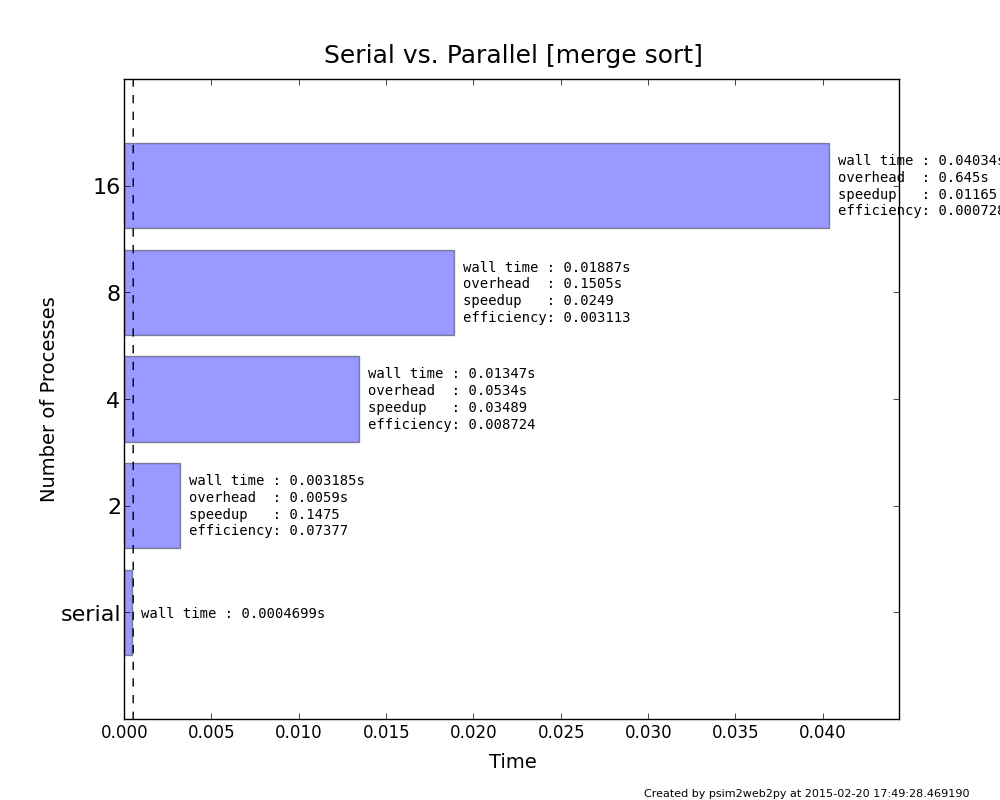 Serial vs. Parallel [merge sort]
Number of Processes
16
wall time : 0.04034s
overhead  : 0.645s
speedup   : 0.01165
efficiency: 0.000728
8
wall time : 0.01887s
overhead  : 0.1505s
speedup   : 0.0249
efficiency: 0.003113
4
wall time : 0.01347s
overhead  : 0.0534s
speedup   : 0.03489
efficiency: 0.008724
2
wall time : 0.003185s
overhead  : 0.0059s
speedup   : 0.1475
efficiency: 0.07377
serial
wall time : 0.0004699s
0.000 0.005 0.010 0.015 0.020 0.025 0.030 0.035 0.040
Time
Created by psim2web2py at 2015-02-20 17:49:28.469190